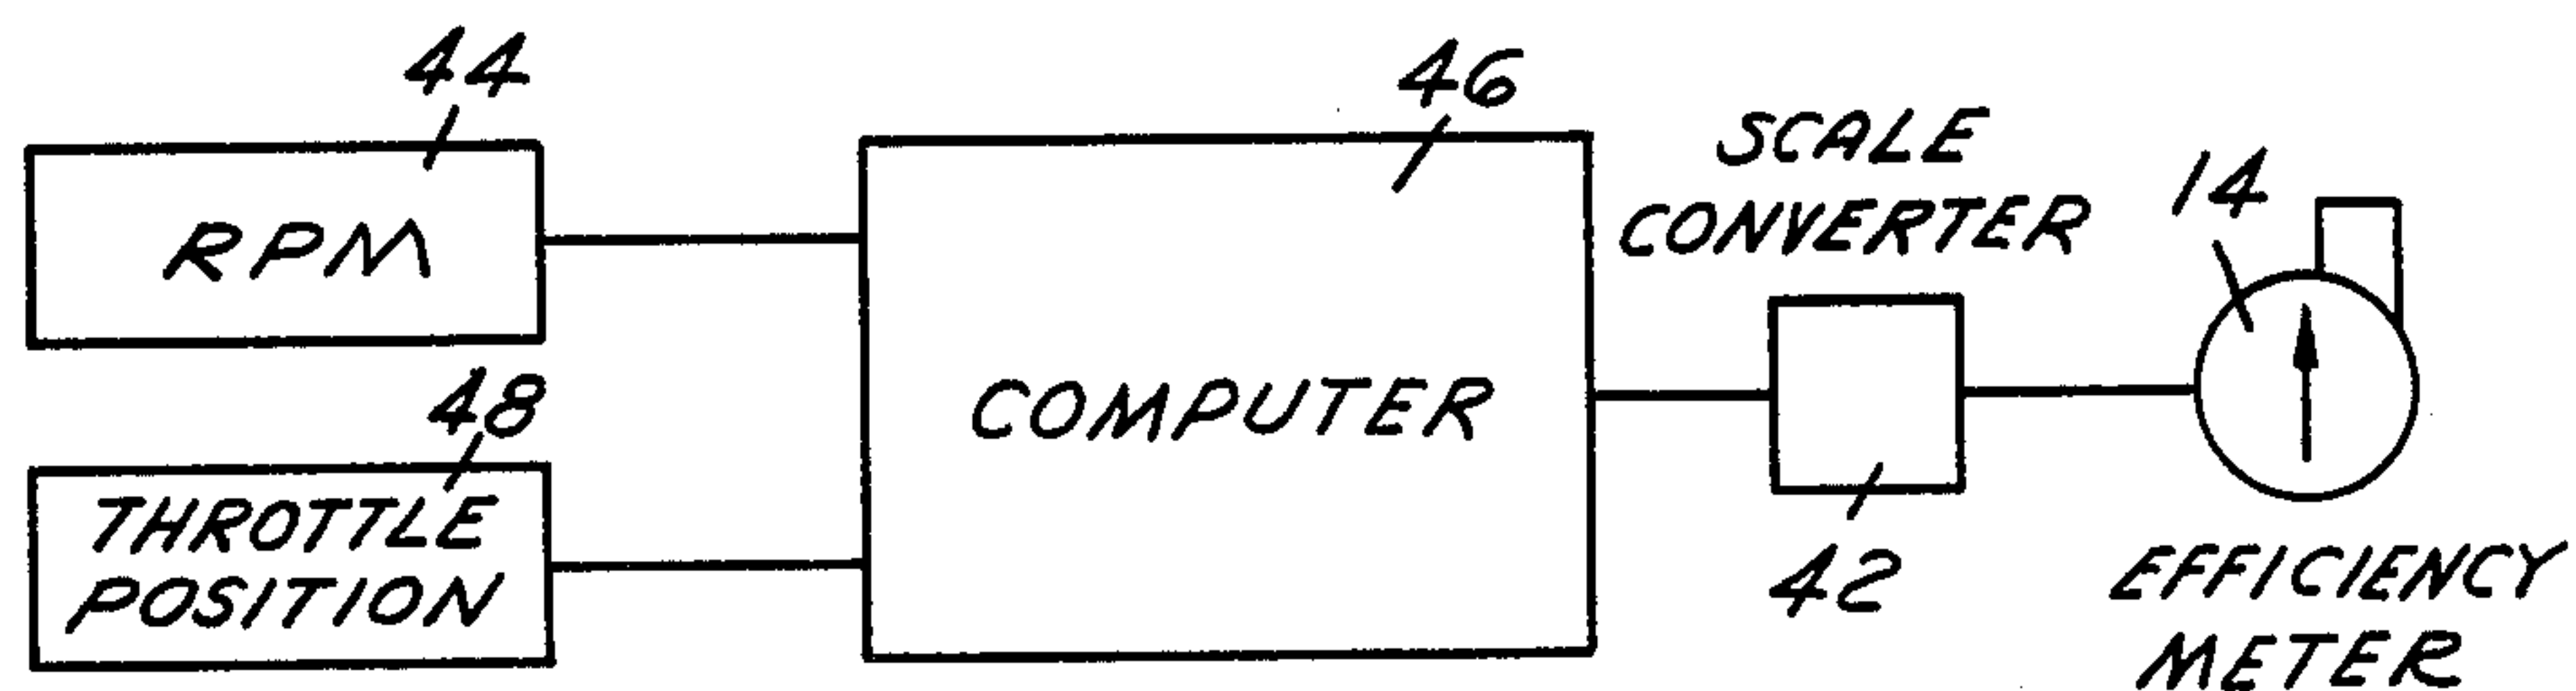 44
RPM
48
THROTTLE
POSITION
46
COMPUTER
SCALE
CONVERTER
42
14
EFFICIENCY
METER